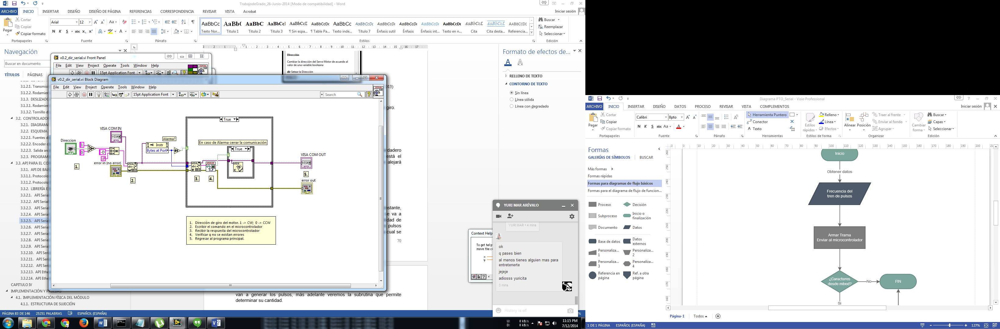 TrabajodeGrado_26-Junio-2014 [Modo de compatibilidad] - Word
ARCHIVO INICIO INSERTAR DISEÑO DISEÑO DE PÁGINA REFERENCIAS CORRESPONDENCIA REVISAR VISTA Acrobat
Iniciar sesión
Pegar
Cortar
Copiar
Copiar formato
Portapapeles
Arial 12
N K S abc
Fuente
Párrafo
AaBbCc AaBbC AaBbC AaBbCcI AaBbCcD AaBbCcDc AaBbCc AaBbCcDc AaBbCcDc AaBbCcDc AaBbCcDc AaBbCcDc AaBbCcD AaBbCcL AABBCCDE
Texto Nor... Titulo 1 Titulo 2 Titulo 3 ¶ Sin espa... ¶ Table Pa... Texto inde... Título 7 Énfasis sutil Énfasis Énfasis int... Texto en n... Cita Cita desta... Referencia...
Estilos
Buscar
Reemplazar
Seleccionar
Edición
Navegación
Buscar en documento
TÍTULOS PÁGINAS
3.1.2.1. Transmisi
3.1.2.2. Rodamien
3.1.3. DESLIZADO
3.1.3.1. Rodamien
3.1.3.2. Tornillo d
3.2. CONTROLADO
3.2.1. DIAGRAMA
3.2.2. ESQUEMA
3.2.2.1. Fuentes d
3.2.2.2. Encoder c
3.2.2.3. Salida an
3.2.3. PROGRAM
3.3. API PARA EL CO
3.3.1. API DE BAJ
3.3.1.1. Protocolo
3.3.1.2. Protocolo
3.3.2. LIBRERÍA E
3.3.2.1. API Seria
3.3.2.2. API Serial
3.3.2.3. API Seria
3.3.2.4. API Seria
3.3.2.5. API Seria
3.3.2.6. API Seria
3.3.2.7. API Seria
3.3.2.8. API Seria
3.3.2.9. API Seria
3.3.2.10. API Seri
3.3.2.11. API Seri
3.3.2.12. API Seri
3.3.2.13. API Ethe
3.3.2.14. API Ethe
CAPITULO IV
IMPLEMENTACIÓN Y PRUEBAS
4.1. IMPLEMENTACIÓN FÍSICA DEL MÓDULO
4.1.1. ESTRUCTURA DE SUJECIÓN
v0.2_dir_serial.vi Front Panel
File Edit View Project Operate Tools Window Help
15pt Application Font
SERIAL
v0.2_dir_serial.vi Block Diagram
File Edit View Project Operate Tools Window Help
15pt Application Font
Search
SERIAL
DIR
VISA COM IN
Direccion
TF
1
0
-D
error in (no error)
1.
2.
Alarma?
Instr
Bytes at Port
True
En caso de Alarma cerrar la comunicación
True
3.
4.
VISA COM OUT
5.
error out
1. Dirección de giro del motor. 1 -> CW; 0 -> CCW
2. Escribir el comando en el microcontrolador
3. Recibir la respuesta del microcontrolador
4. Verificar q no se existan errores
5. Regresar al programa principal.
Dirección
Cambiar la dirección del Servo Motor de acuerdo al
valor de una variable booleana
dir Setear la Dirección
013)
giro.
rdadero
está el
alejará
nstante,
e va a
dad de
pulsos
cual se
70
van a generar los pulsos, más adelante veremos la subrutina que permite
determinar su cantidad.
Formato de efectos de...
RELLENO DE TEXTO
CONTORNO DE TEXTO
Sin línea
Línea sólida
Línea con degradado
Context Help
To get help
move the cu
x
y
YURI MAR ARÉVALO
YURI MAR • 4 mins
ok
q pases bien
al menos tienes alguien mas para
entretenerte
jejeje
adiosss yuricita
3 mins
History is off
PÁGINA 83 DE 146 25251 PALABRAS ESPAÑOL (ESPAÑA)
U: 0 kB/s
D: 0 kB/s
11:15 PM
7/12/2014
Diagrama PTO_Serial - Visio Professional
ARCHIVO INICIO INSERTAR DISEÑO DATOS PROCESO REVISAR VISTA COMPLEMENTOS
Iniciar sesión
Pegar
Cortar
Copiar
Copiar formato
Portapapeles
Calibri 8pto
N K S abc Aa A
Fuente
Párrafo
Herramienta Puntero
Conector
Texto
Herramientas
Estilos
rápidos
Relleno
Línea
Efectos
Estilos de forma
Alinear Posición
Traer al frente
Enviar al fondo
Agrupar
Organizar
Cambiar
forma
Buscar
Capas
Seleccionar
Edición
Formas
GALERÍAS DE SÍMBOLOS BUSCAR
Más formas
Formas rápidas
Formas para diagramas de flujo básicos
Formas para el diagrama de flujo de funcion...
Proceso Decisión
Subproceso Inicio o
finalización
Documento Datos
Base de datos Datos
externos
Personaliza...
1
Personaliza...
2
Personaliza...
3
Personaliza...
4
Referencia en
página
Ref. a otra
página
Inicio
Obtener datos
Frecuencia del
tren de pulsos
Armar Trama
Enviar al microcontrolador
¿Caracteres
desde mbed?
No
FIN
Si
Página-1 Todos
1 DE 1 PÁGINA ESPAÑOL (ESPAÑA)
127%